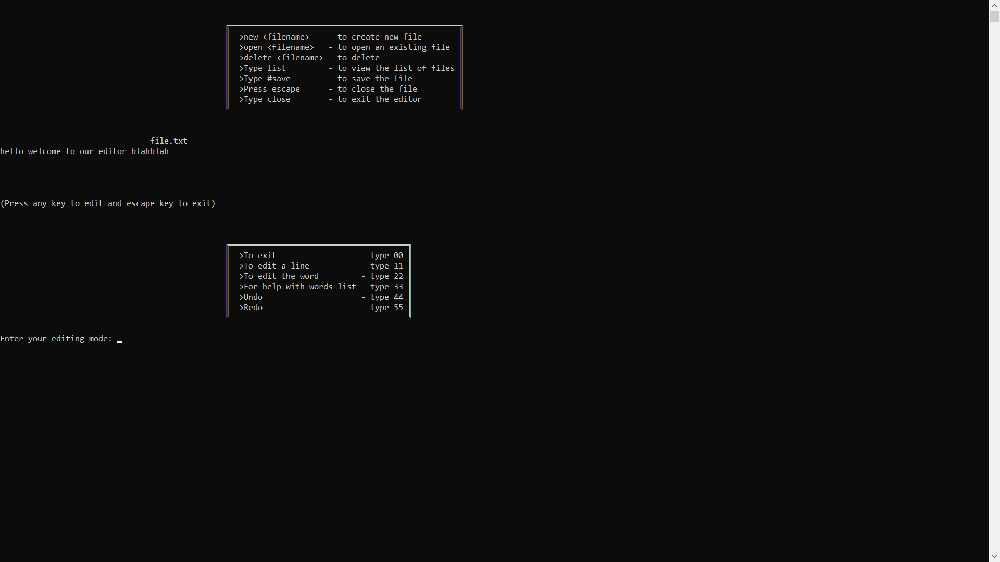 >new <filename>    - to create new file
>open <filename>   - to open an existing file
>delete <filename> - to delete
>Type list         - to view the list of files
>Type #save        - to save the file
>Press escape      - to close the file
>Type close        - to exit the editor
file.txt
hello welcome to our editor blahblah
(Press any key to edit and escape key to exit)
>To exit                  - type 00
>To edit a line           - type 11
>To edit the word         - type 22
>For help with words list - type 33
>Undo                     - type 44
>Redo                     - type 55
Enter your editing mode: